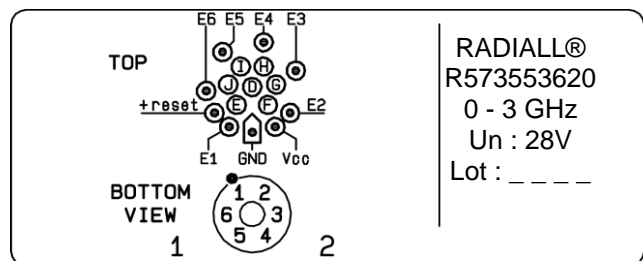 E6 E5 E4 E3
TOP
I H
J D G
+reset E F E2
E1 GND Vcc
BOTTOM
VIEW
1 2
6 3
5 4
1 2
RADIALL®
R573553620
0 - 3 GHz
Un : 28V
Lot : _ _ _ _